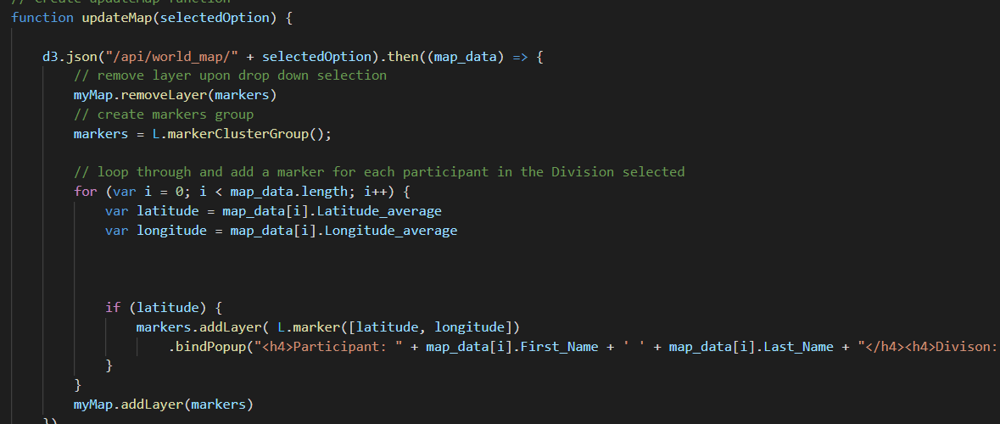 // create updateMap function
function updateMap(selectedOption) {
d3.json("/api/world_map/" + selectedOption).then((map_data) => {
// remove layer upon drop down selection
myMap.removeLayer(markers)
// create markers group
markers = L.markerClusterGroup();
// loop through and add a marker for each participant in the Division selected
for (var i = 0; i < map_data.length; i++) {
var latitude = map_data[i].Latitude_average
var longitude = map_data[i].Longitude_average
if (latitude) {
markers.addLayer( L.marker([latitude, longitude])
.bindPopup("<h4>Participant: " + map_data[i].First_Name + ' ' + map_data[i].Last_Name + "</h4><h4>Divison:
}
}
myMap.addLayer(markers)
})